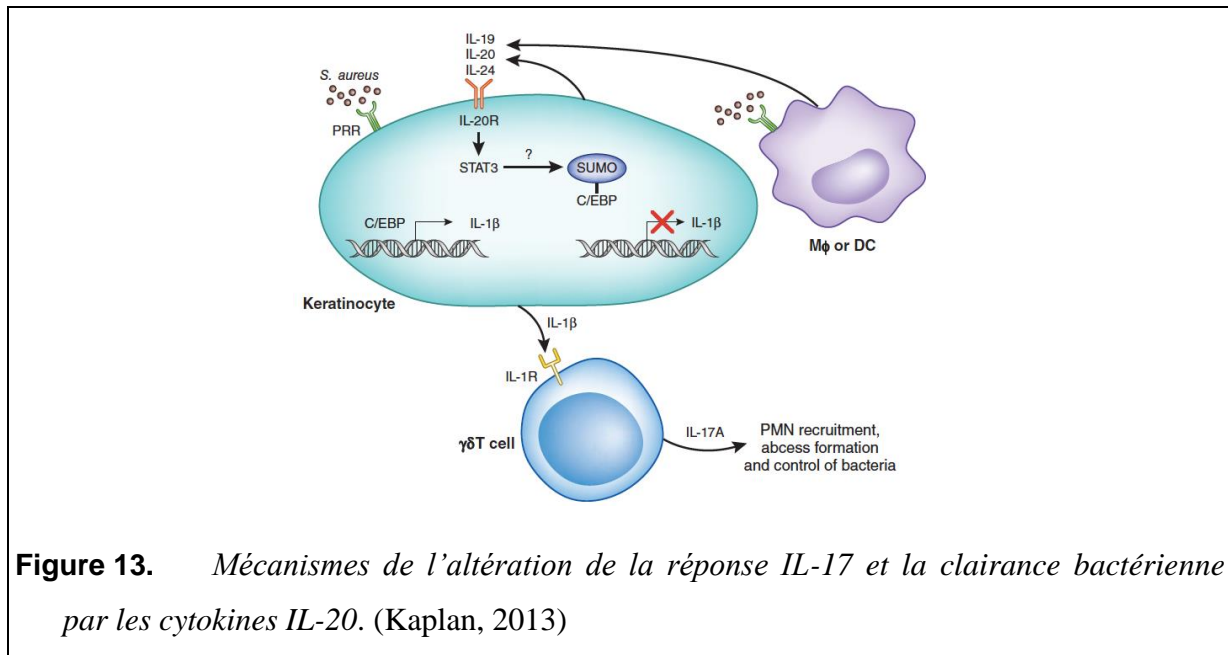 IL-19
IL-20
IL-24
S. aureus
PRR
IL-20R
STAT3
?
SUMO
C/EBP
C/EBP
IL-1β
IL-1β
Mϕ or DC
Keratinocyte
IL-1β
IL-1R
γδT cell
IL-17A
PMN recruitment,
abcess formation
and control of bacteria
Figure 13. Mécanismes de l’altération de la réponse IL-17 et la clairance bactérienne
par les cytokines IL-20. (Kaplan, 2013)